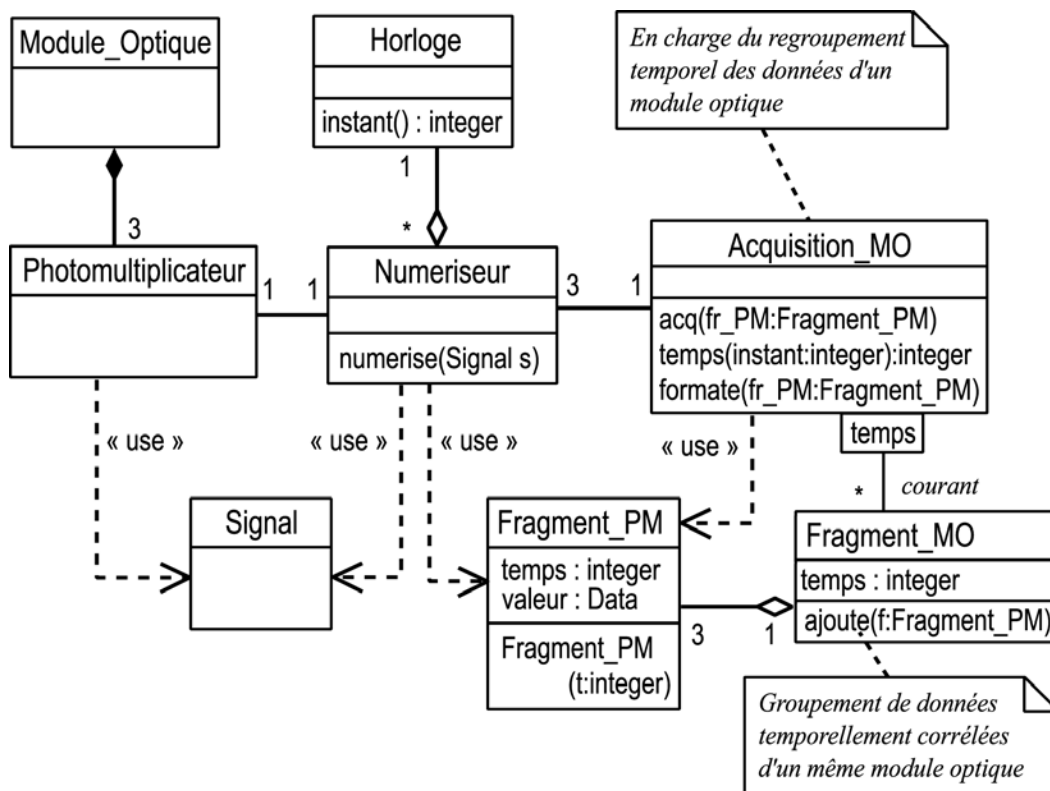 Module_Optique
Horloge
instant() : integer
En charge du regroupement
temporel des données d'un
module optique
1
*
3
Photomultiplicateur
1
1
Numeriseur
numerise(Signal s)
3
1
Acquisition_MO
acq(fr_PM:Fragment_PM)
temps(instant:integer):integer
formate(fr_PM:Fragment_PM)
temps
« use »
« use »
« use »
« use »
* courant
Signal
Fragment_PM
temps : integer
valeur : Data
Fragment_PM
(t:integer)
3
1
Fragment_MO
temps : integer
ajoute(f:Fragment_PM)
Groupement de données
temporellement corrélées
d'un même module optique